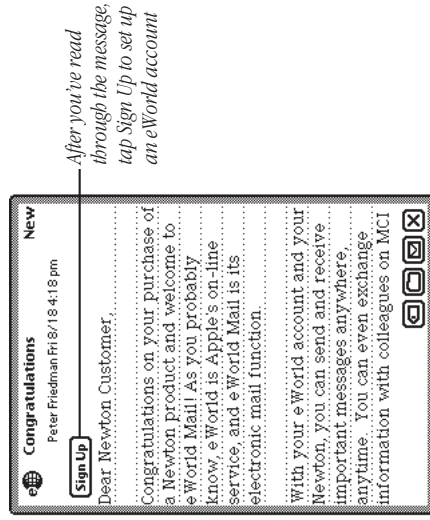 Congratulations New
Peter Friedman Fri 8/18 4:18 pm
Sign Up
Dear Newton Customer,
Congratulations on your purchase of
a Newton product and welcome to
eWorld Mail! As you probably
know, eWorld is Apple's on-line
service, and eWorld Mail is its
electronic mail function.
With your eWorld account and your
Newton, you can send and receive
important messages anywhere,
anytime. You can even exchange
information with colleagues on MCI
After you've read
through the message,
tap Sign Up to set up
an eWorld account